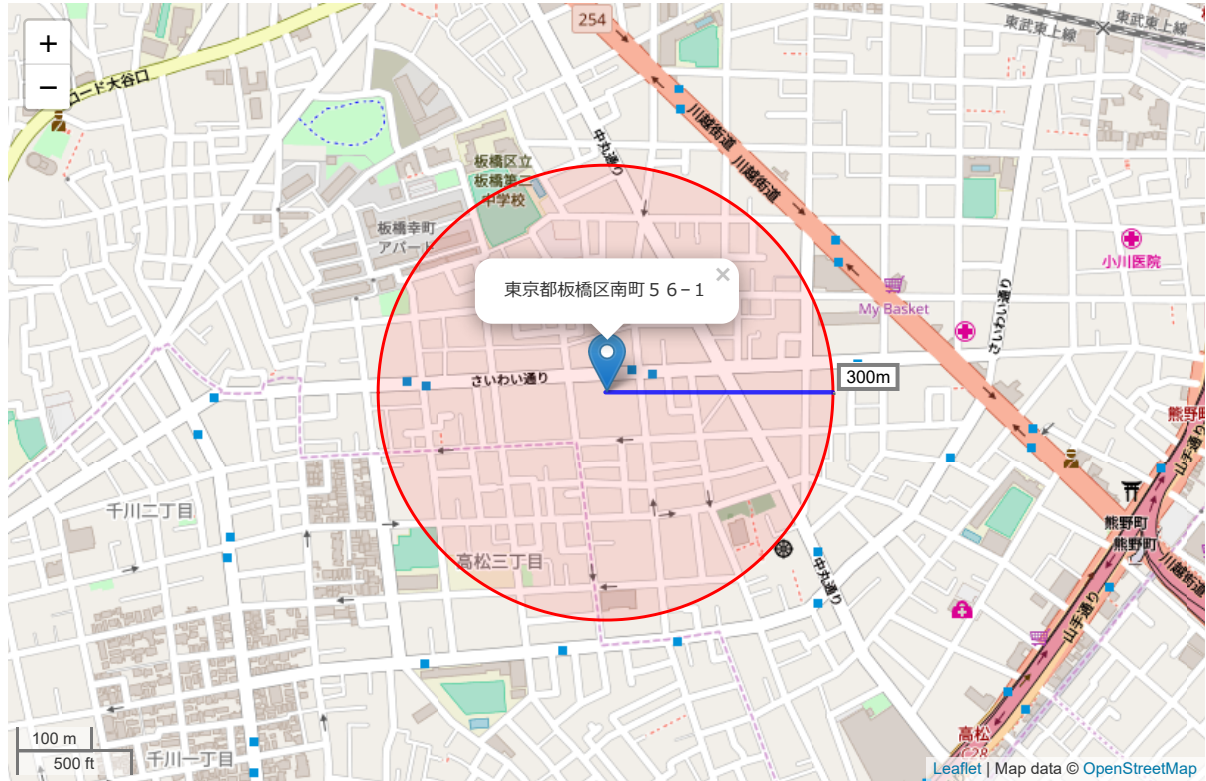 +
−
254
東武東上線
東武東上線
ロード大谷口
川越街道
川越街道
中丸通り
板橋区立
板橋第二
中学校
板橋幸町
アパート
小川医院
×
東京都板橋区南町５６−１
My Basket
さいわい通り
さいわい通り
300m
山手通り
千川二丁目
熊野町
熊野町
高松三丁目
中丸通り
川越街道
山手通り
高松
C28
千川一丁目
100 m
500 ft
Leaflet | Map data © OpenStreetMap